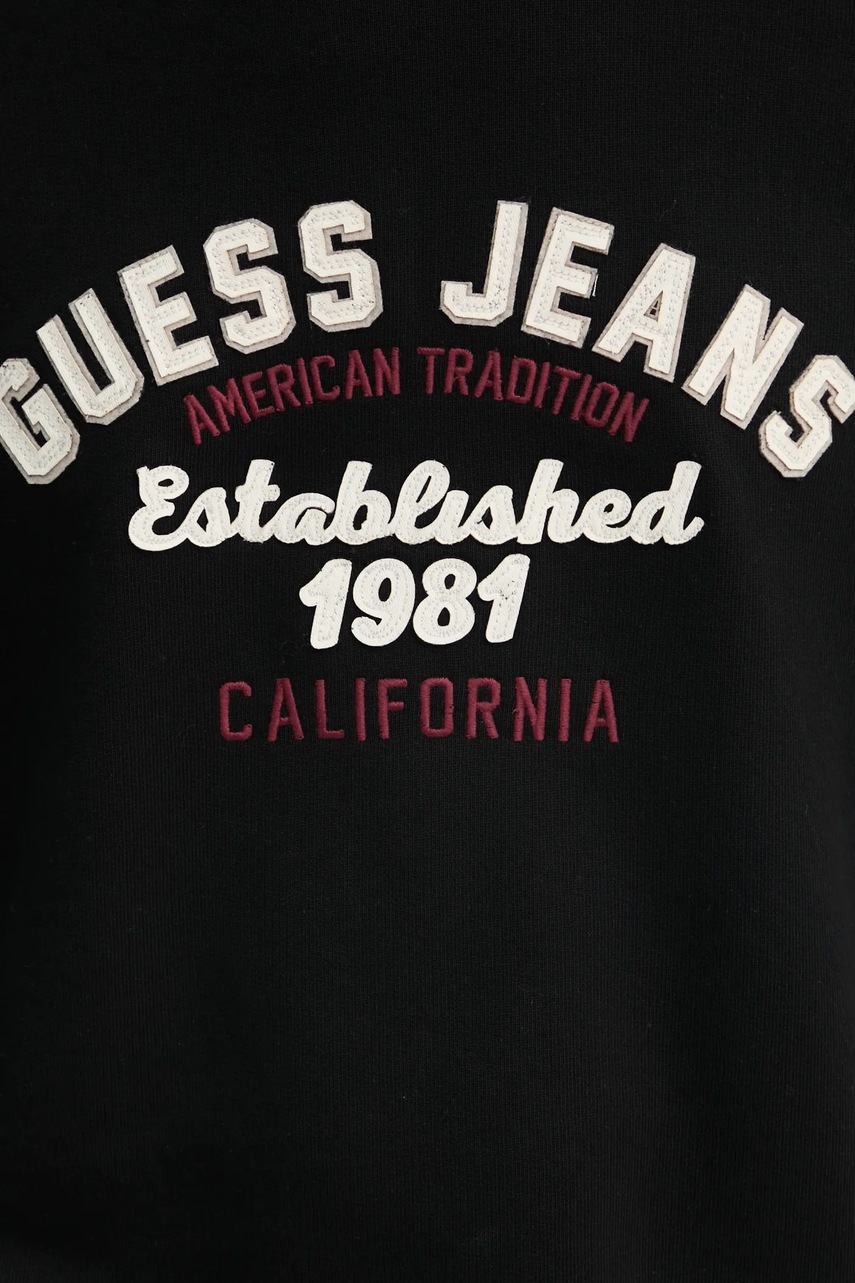 GUESS JEANS
AMERICAN TRADITION
Established
1981
CALIFORNIA